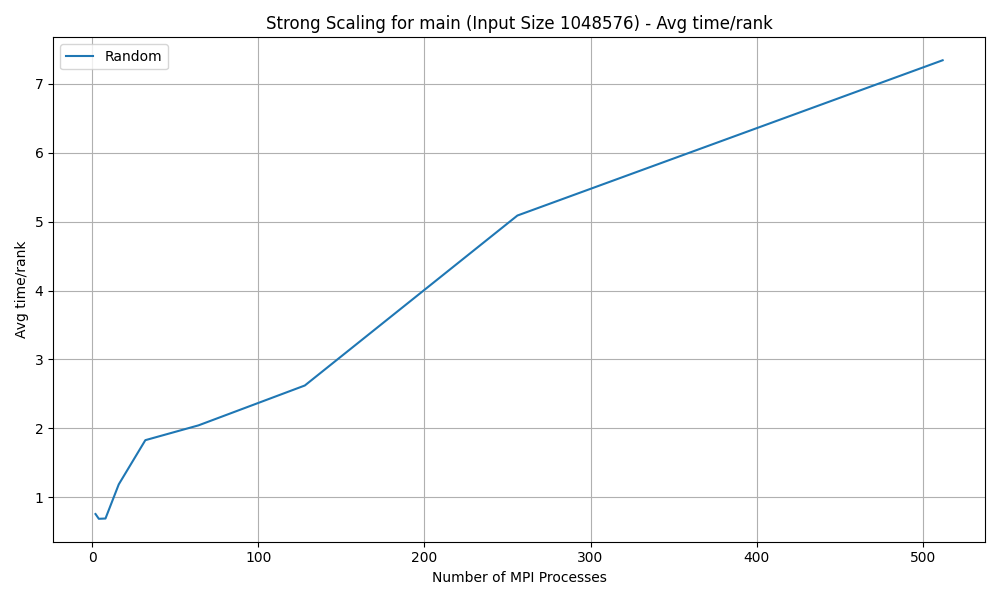 Strong Scaling for main (Input Size 1048576) - Avg time/rank
Random
Avg time/rank
7
6
5
4
3
2
1
0 100 200 300 400 500
Number of MPI Processes